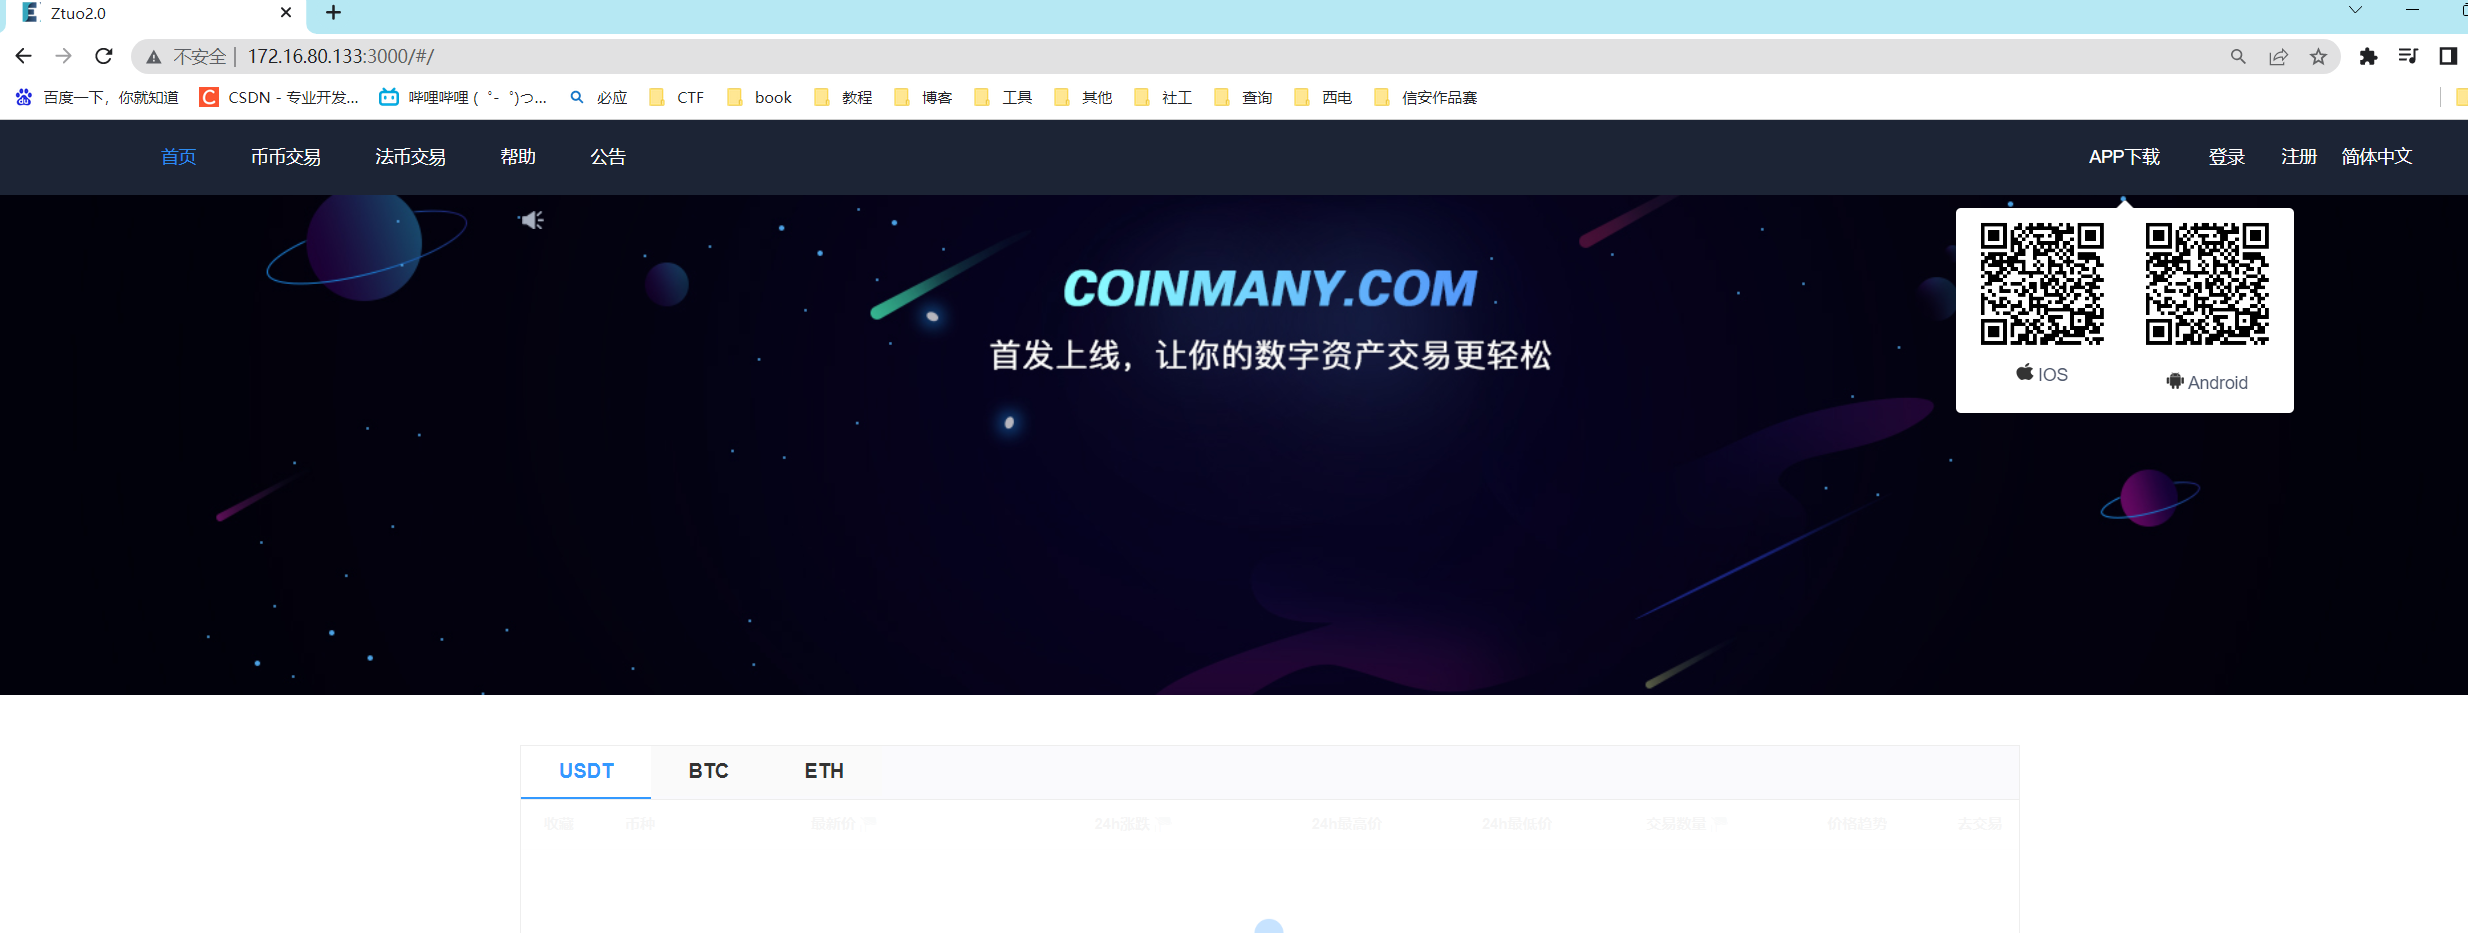 Ztuo2.0
不安全 | 172.16.80.133:3000/#/
百度一下，你就知道 CSDN - 专业开发... 哔哩哔哩 ( ゜- ゜)つ... 必应 CTF book 教程 博客 工具 其他 社工 查询 西电 信安作品赛
首页 币币交易 法币交易 帮助 公告 APP下载 登录 注册 简体中文
COINMANY.COM
首发上线，让你的数字资产交易更轻松
IOS Android
USDT BTC ETH
收藏 币种 最新价 24h涨跌 24h最高价 24h最低价 交易数量 价格趋势 去交易